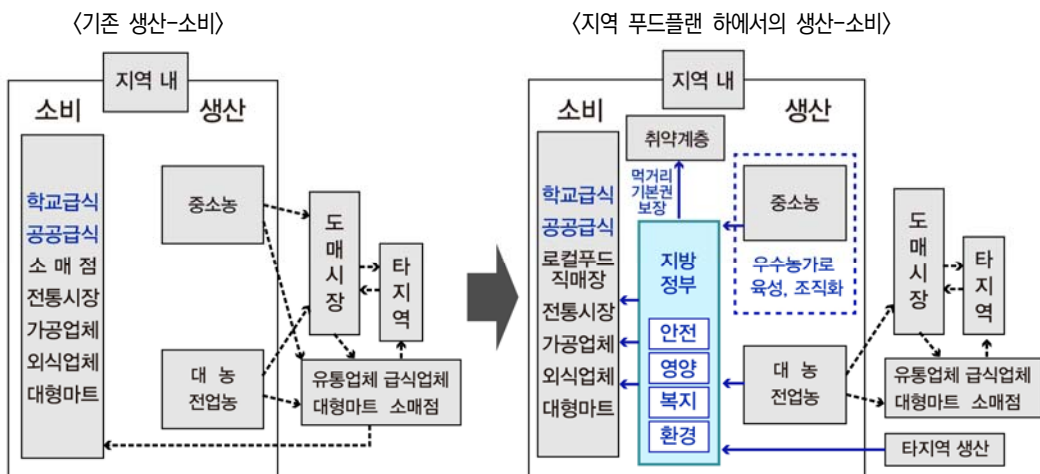 〈기존 생산-소비〉
지역 내
소비
생산
학교급식
공공급식
소 매 점
전통시장
가공업체
외식업체
대형마트
중소농
대 농
전업농
도
매
시
장
타
지
역
유통업체 급식업체
대형마트 소매점
〈지역 푸드플랜 하에서의 생산-소비〉
지역 내
소비
생산
취약계층
먹거리
기본권
보장
학교급식
공공급식
로컬푸드
직매장
전통시장
가공업체
외식업체
대형마트
지방
정부
안전
영양
복지
환경
중소농
우수농가로
육성, 조직화
대 농
전업농
도
매
시
장
타
지
역
유통업체 급식업체
대형마트 소매점
타지역 생산